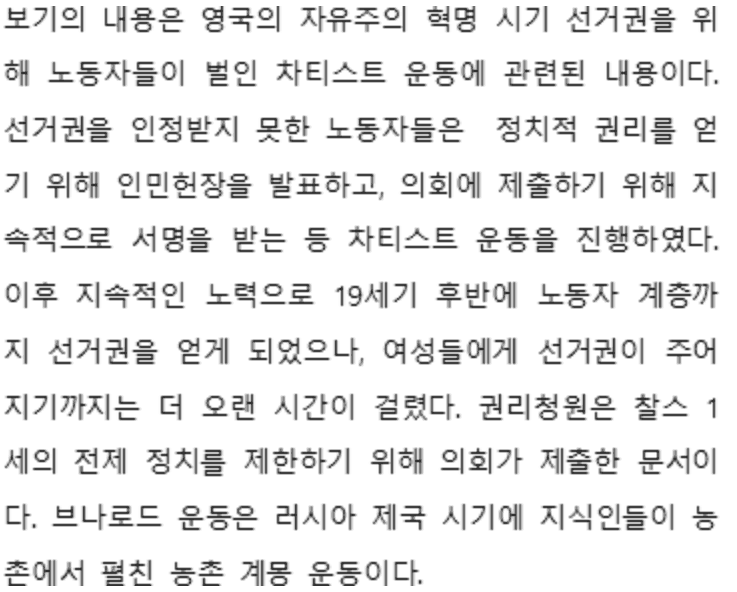 보기의 내용은 영국의 자유주의 혁명 시기 선거권을 위
해 노동자들이 벌인 차티스트 운동에 관련된 내용이다.
선거권을 인정받지 못한 노동자들은 정치적 권리를 얻
기 위해 인민헌장을 발표하고, 의회에 제출하기 위해 지
속적으로 서명을 받는 등 차티스트 운동을 진행하였다.
이후 지속적인 노력으로 19세기 후반에 노동자 계층까
지 선거권을 얻게 되었으나, 여성들에게 선거권이 주어
지기까지는 더 오랜 시간이 걸렸다. 권리청원은 찰스 1
세의 전제 정치를 제한하기 위해 의회가 제출한 문서이
다. 브나로드 운동은 러시아 제국 시기에 지식인들이 농
촌에서 펼친 농촌 계몽 운동이다.